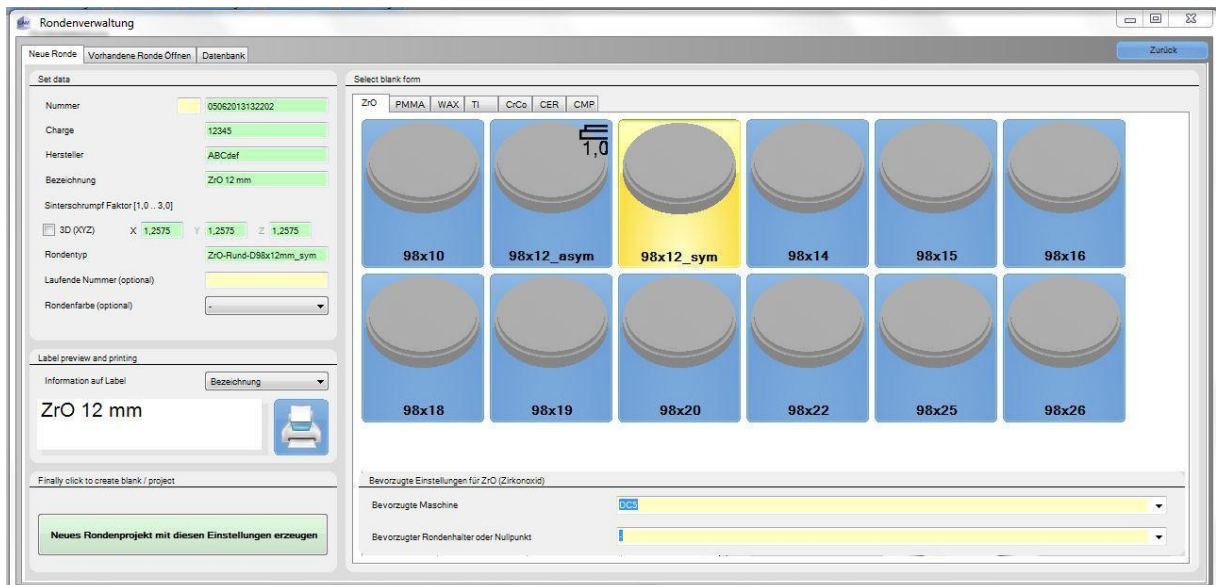 Rondenverwaltung
Neue Ronde Vorhandene Ronde Öffnen Datenbank
Zurück
Set data
Nummer 05062013132202
Charge 12345
Hersteller ABCdef
Bezeichnung ZrO 12 mm
Sinterschrumpf Faktor [1,0 .. 3,0]
3D (XYZ) X 1,2575 Y 1,2575 Z 1,2575
Rondentyp ZrO-Rund-D98x12mm_sym
Laufende Nummer (optional)
Rondenfarbe (optional) -
Label preview and printing
Information auf Label Bezeichnung
ZrO 12 mm
Finally click to create blank / project
Neues Rondenprojekt mit diesen Einstellungen erzeugen
Select blank form
ZrO PMMA WAX TI CrCo CER CMP
1,0
98x10 98x12_asym 98x12_sym 98x14 98x15 98x16
98x18 98x19 98x20 98x22 98x25 98x26
Bevorzugte Einstellungen für ZrO (Zirkonoxid)
Bevorzugte Maschine DC5
Bevorzugter Rondenhalter oder Nullpunkt -